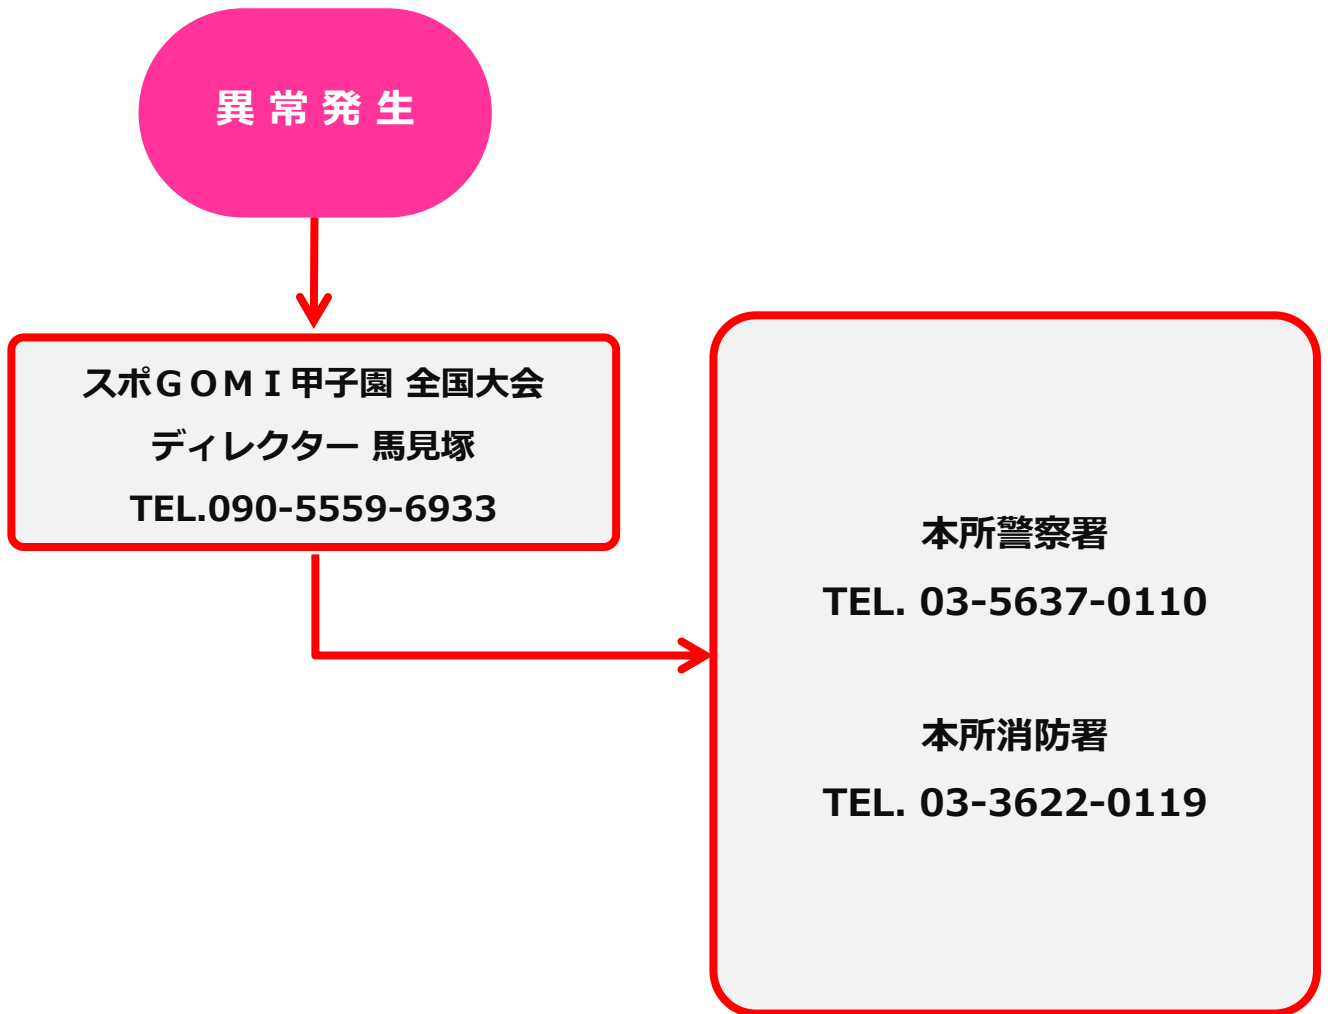 異常発生
スポGOMI甲子園 全国大会
ディレクター 馬見塚
TEL.090-5559-6933
本所警察署
TEL. 03-5637-0110
本所消防署
TEL. 03-3622-0119